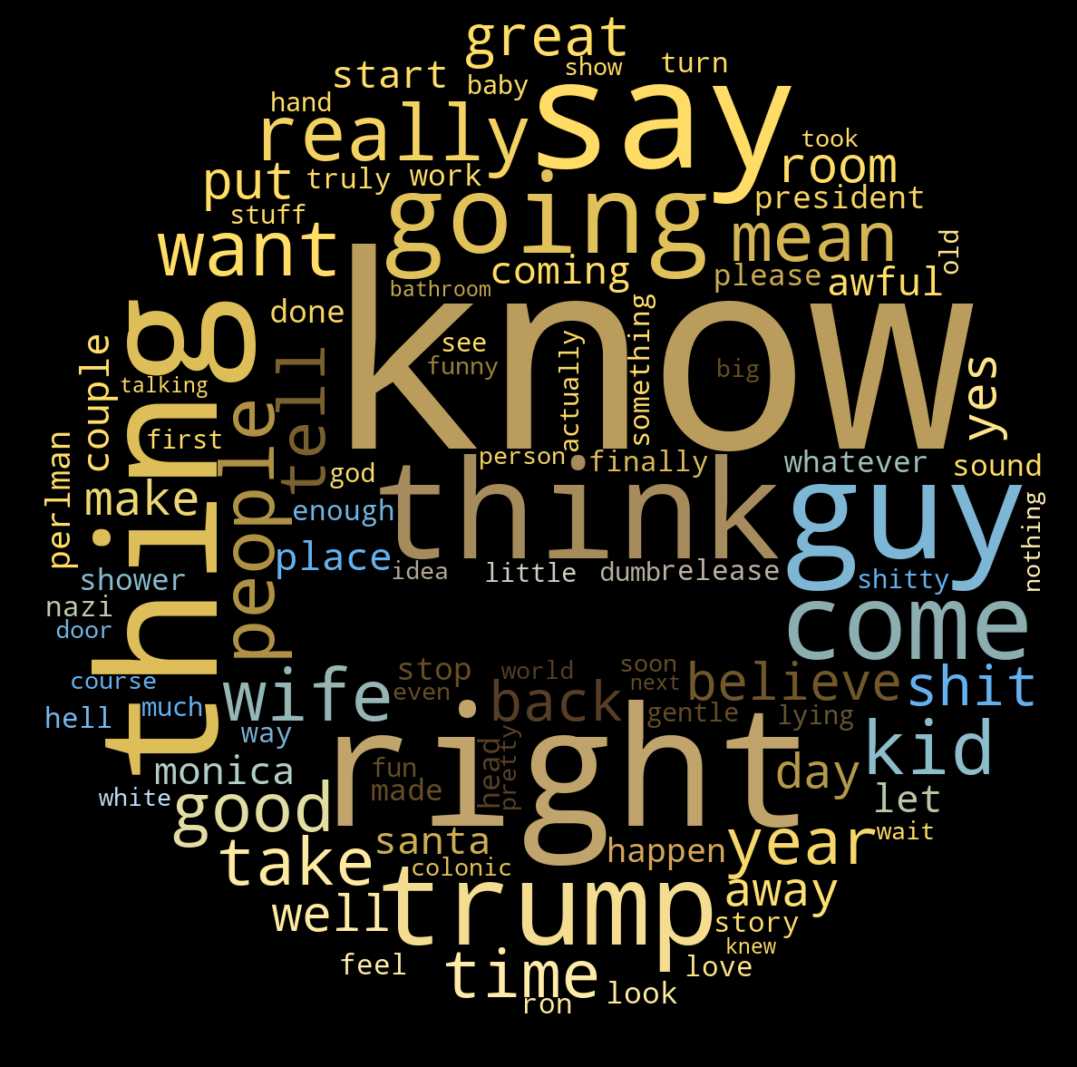 great
show
turn
start
baby
say
hand
really
took
room
put
truly
work
president
stuff
going
want
mean
old
coming
please
awful
bathroom
know
done
something
see
actually
funny
big
thing
couple
tell
yes
talking
people
first
perlman
god
person
finally
whatever
sound
think
guy
make
enough
nothing
place
idea
little
dumb
release
shitty
shower
nazi
door
come
stop
world
soon
believe
shit
course
wife
even
back
next
hell
much
gentle
lying
way
right
kid
monica
fun
head
pretty
day
white
made
let
good
santa
year
wait
take
colonic
happen
trump
away
well
story
knew
feel
time
love
ron
look